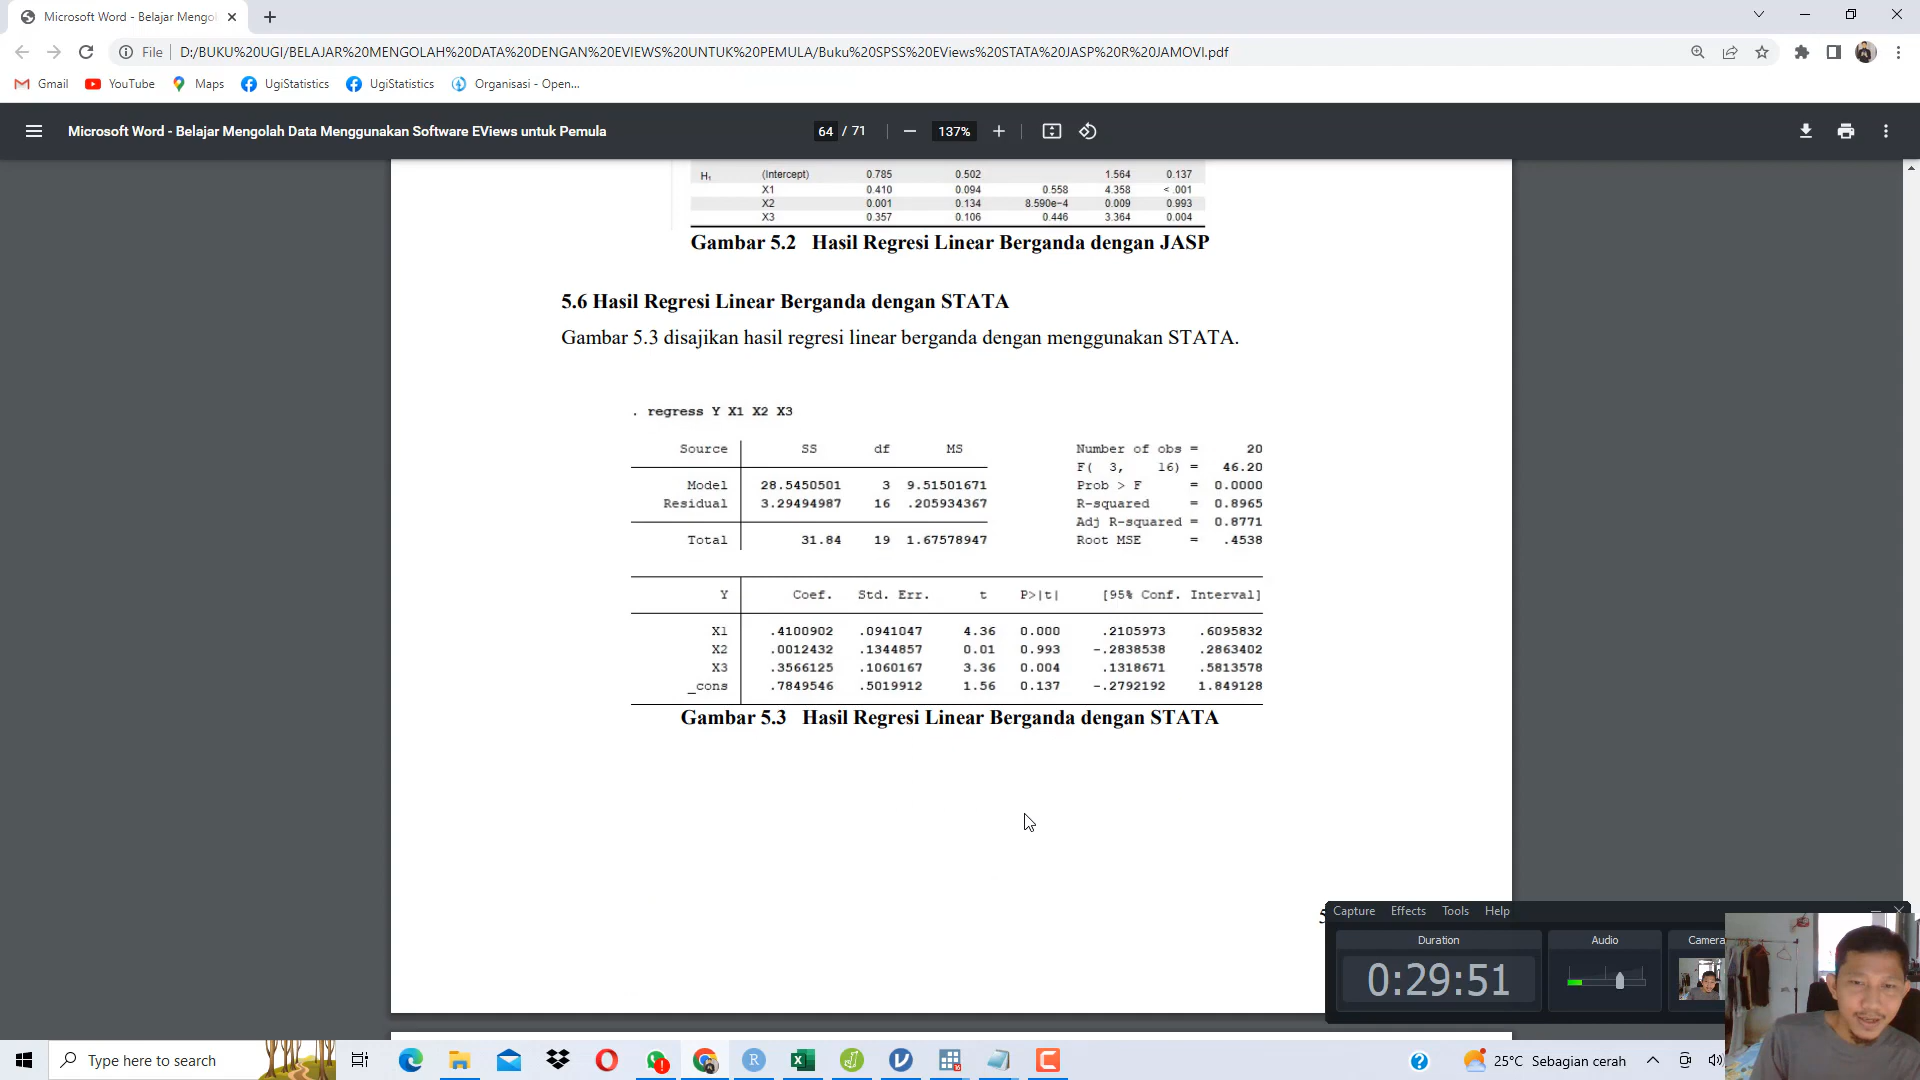 Microsoft Word - Belajar Mengol
File D:/BUKU%20UGI/BELAJAR%20MENGOLAH%20DATA%20DENGAN%20EVIEWS%20UNTUK%20PEMULA/Buku%20SPSS%20EViews%20STATA%20JASP%20R%20JAMOVI.pdf
Gmail YouTube Maps UgiStatistics UgiStatistics Organisasi - Open...
Microsoft Word - Belajar Mengolah Data Menggunakan Software EViews untuk Pemula 64 / 71 137%
H₁ (Intercept) 0.785 0.502 1.564 0.137
X1 0.410 0.094 0.558 4.358 < .001
X2 0.001 0.134 8.590e-4 0.009 0.993
X3 0.357 0.106 0.446 3.364 0.004
Gambar 5.2 Hasil Regresi Linear Berganda dengan JASP
5.6 Hasil Regresi Linear Berganda dengan STATA
Gambar 5.3 disajikan hasil regresi linear berganda dengan menggunakan STATA.
. regress Y X1 X2 X3
Source SS df MS Number of obs = 20
F( 3, 16) = 46.20
Model 28.5450501 3 9.51501671 Prob > F = 0.0000
Residual 3.29494987 16 .205934367 R-squared = 0.8965
Adj R-squared = 0.8771
Total 31.84 19 1.67578947 Root MSE = .4538
Y Coef. Std. Err. t P>|t| [95% Conf. Interval]
X1 .4100902 .0941047 4.36 0.000 .2105973 .6095832
X2 .0012432 .1344857 0.01 0.993 -.2838538 .2863402
X3 .3566125 .1060167 3.36 0.004 .1318671 .5813578
_cons .7849546 .5019912 1.56 0.137 -.2792192 1.849128
Gambar 5.3 Hasil Regresi Linear Berganda dengan STATA
Capture Effects Tools Help
Duration Audio Camera
0:29:51
Type here to search 25°C Sebagian cerah